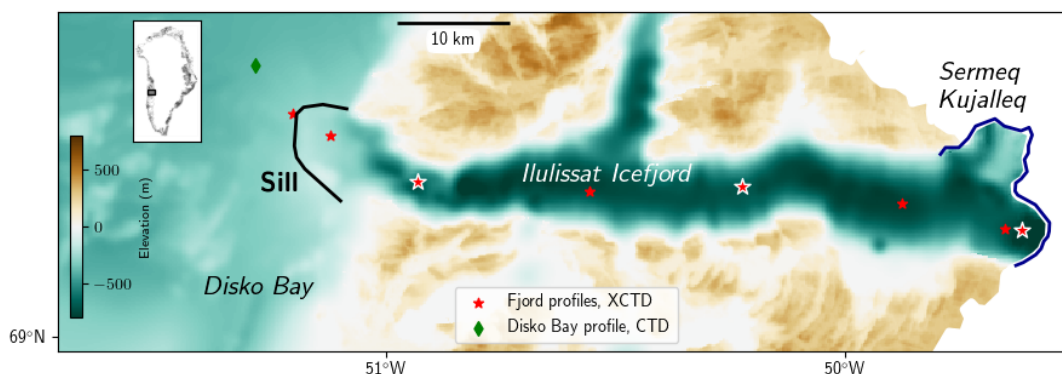 10 km
Sermeq
Kujalleq
Ilulissat Icefjord
Sill
Elevation (m)
500
0
−500
Disko Bay
Fjord profiles, XCTD
Disko Bay profile, CTD
69°N
51°W
50°W